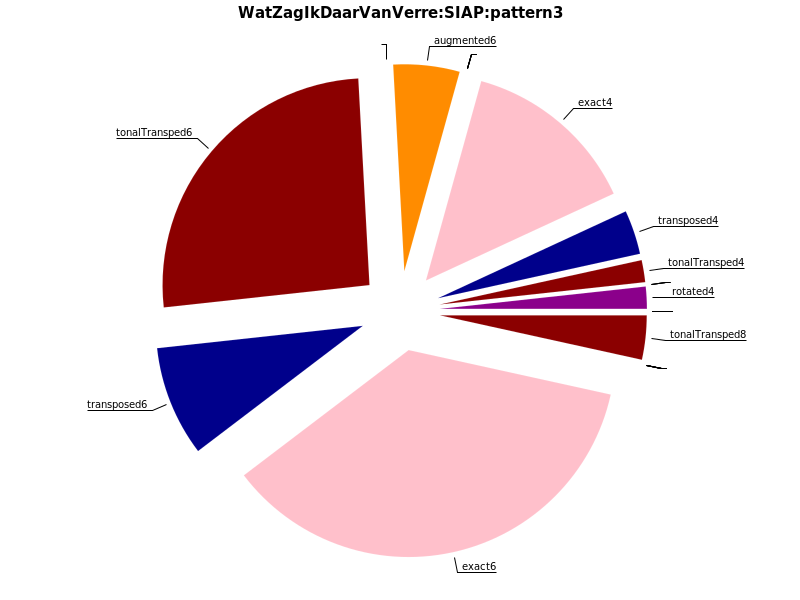 WatZagIkDaarVanVerre:SIAP:pattern3
augmented6
exact4
tonalTransped6
transposed4
tonalTransped4
rotated4
tonalTransped8
transposed6
exact6